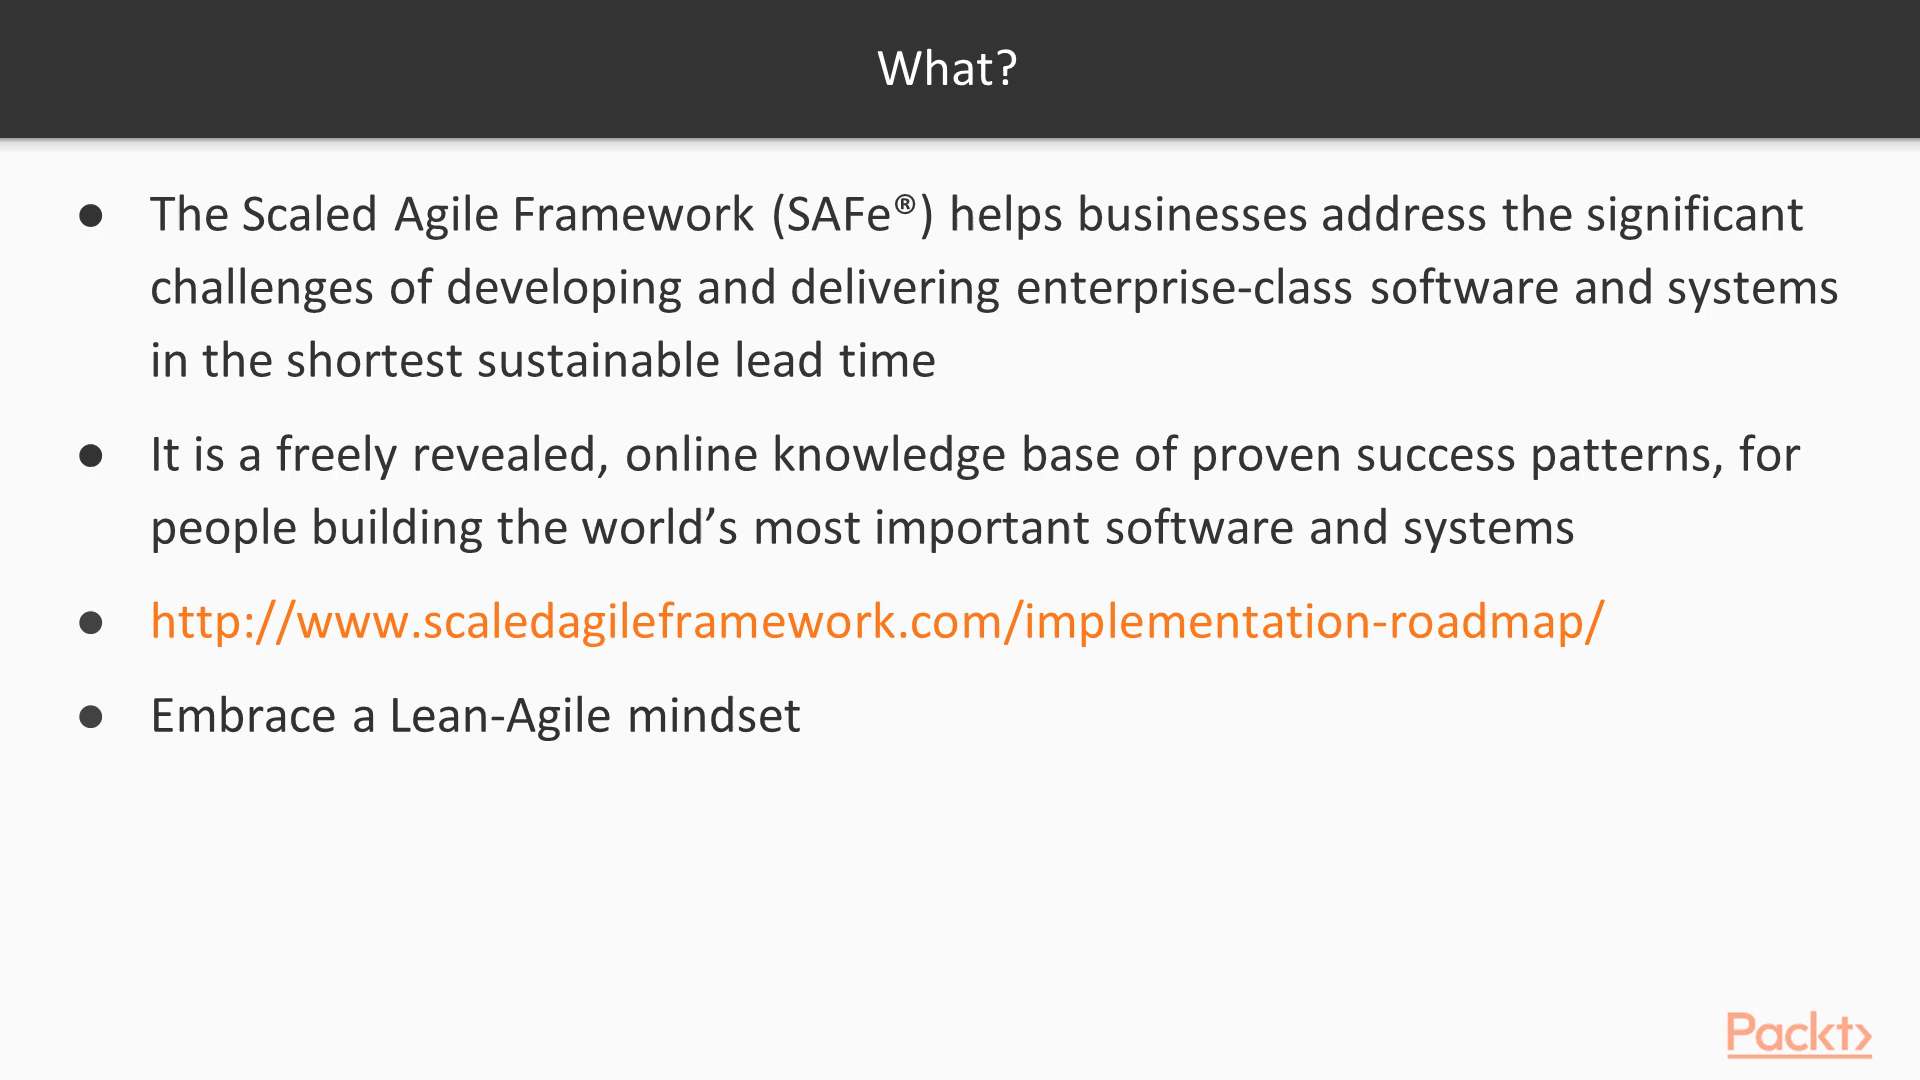 What?
● The Scaled Agile Framework (SAFe®) helps businesses address the significant
challenges of developing and delivering enterprise-class software and systems
in the shortest sustainable lead time
● It is a freely revealed, online knowledge base of proven success patterns, for
people building the world’s most important software and systems
● http://www.scaledagileframework.com/implementation-roadmap/
● Embrace a Lean-Agile mindset
Packt>